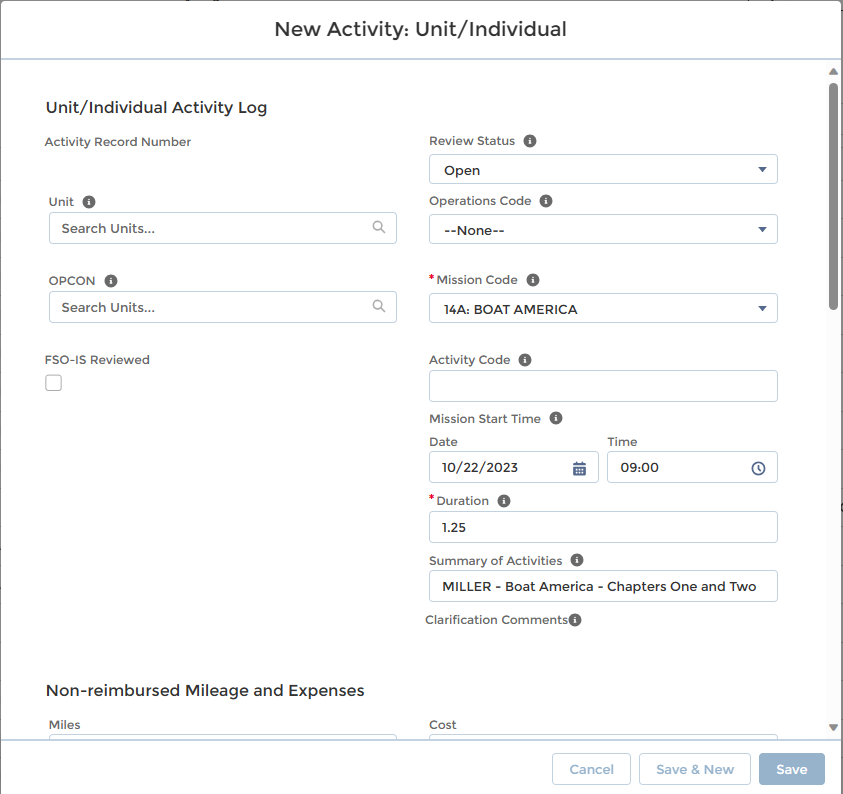 New Activity: Unit/Individual
Unit/Individual Activity Log
Activity Record Number
Review Status
Open
Unit
Search Units...
Operations Code
--None--
OPCON
Search Units...
*Mission Code
14A: BOAT AMERICA
FSO-IS Reviewed
Activity Code
Mission Start Time
Date
Time
10/22/2023
09:00
*Duration
1.25
Summary of Activities
MILLER - Boat America - Chapters One and Two
Clarification Comments
Non-reimbursed Mileage and Expenses
Miles
Cost
Cancel
Save & New
Save